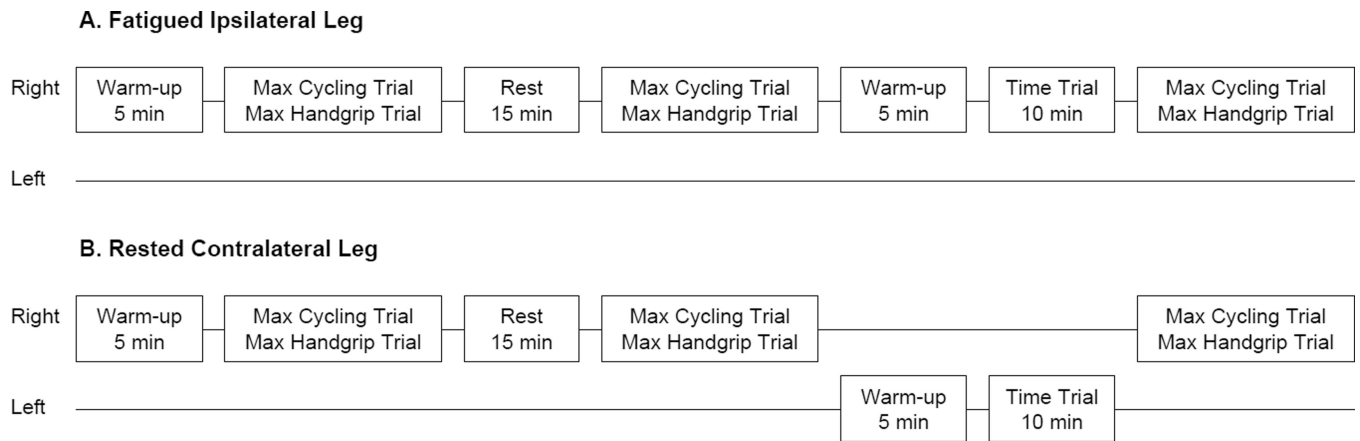 A. Fatigued Ipsilateral Leg
Right
Warm-up
5 min
Max Cycling Trial
Max Handgrip Trial
Rest
15 min
Max Cycling Trial
Max Handgrip Trial
Warm-up
5 min
Time Trial
10 min
Max Cycling Trial
Max Handgrip Trial
Left
B. Rested Contralateral Leg
Right
Warm-up
5 min
Max Cycling Trial
Max Handgrip Trial
Rest
15 min
Max Cycling Trial
Max Handgrip Trial
Max Cycling Trial
Max Handgrip Trial
Left
Warm-up
5 min
Time Trial
10 min